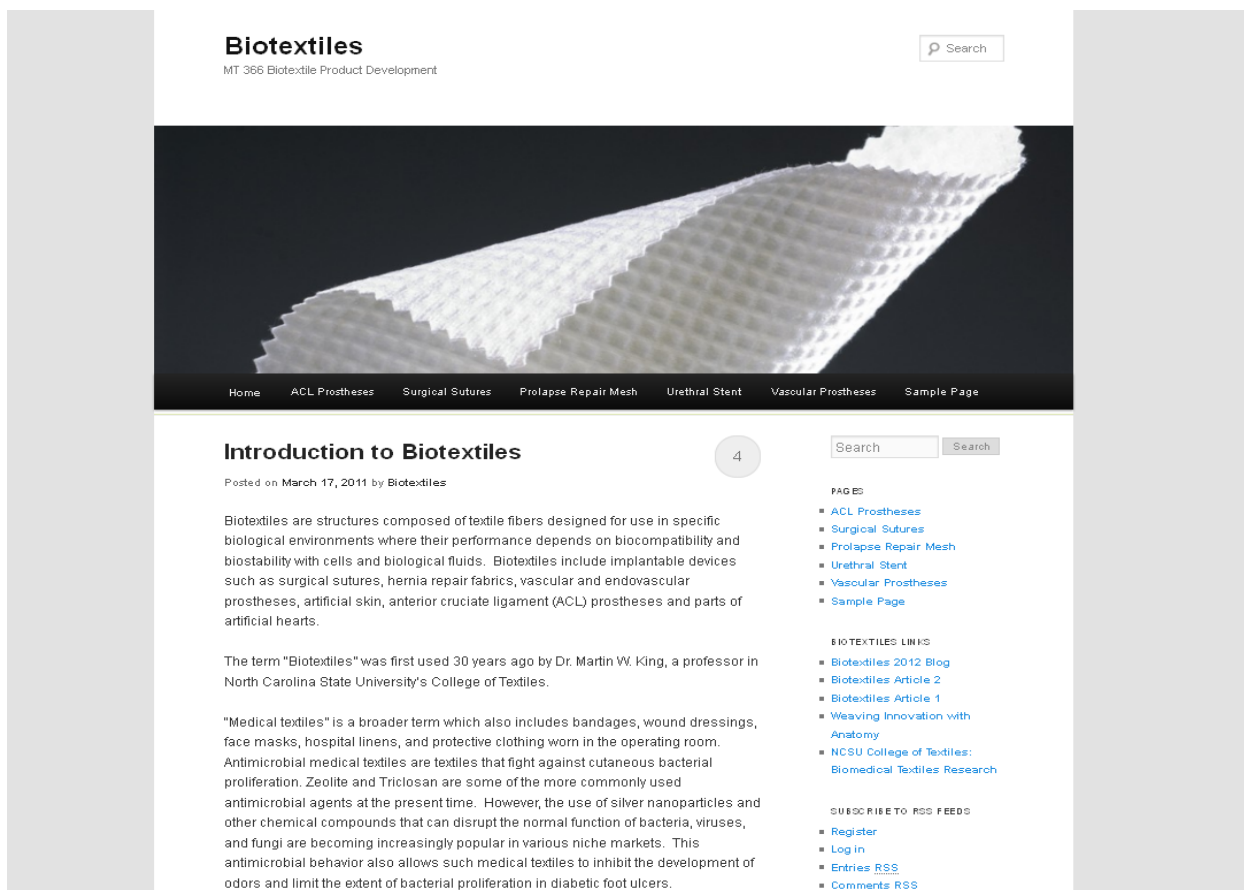 Biotextiles
MT 366 Biotextile Product Development
Search
Home
ACL Prostheses
Surgical Sutures
Prolapse Repair Mesh
Urethral Stent
Vascular Prostheses
Sample Page
Introduction to Biotextiles
4
Posted on March 17, 2011 by Biotextiles
Biotextiles are structures composed of textile fibers designed for use in specific
biological environments where their performance depends on biocompatibility and
biostability with cells and biological fluids.  Biotextiles include implantable devices
such as surgical sutures, hernia repair fabrics, vascular and endovascular
prostheses, artificial skin, anterior cruciate ligament (ACL) prostheses and parts of
artificial hearts.
The term "Biotextiles" was first used 30 years ago by Dr. Martin W. King, a professor in
North Carolina State University's College of Textiles.
"Medical textiles" is a broader term which also includes bandages, wound dressings,
face masks, hospital linens, and protective clothing worn in the operating room.
Antimicrobial medical textiles are textiles that fight against cutaneous bacterial
proliferation. Zeolite and Triclosan are some of the more commonly used
antimicrobial agents at the present time.  However, the use of silver nanoparticles and
other chemical compounds that can disrupt the normal function of bacteria, viruses,
and fungi are becoming increasingly popular in various niche markets.  This
antimicrobial behavior also allows such medical textiles to inhibit the development of
odors and limit the extent of bacterial proliferation in diabetic foot ulcers.
Search
Search
PAGES
ACL Prostheses
Surgical Sutures
Prolapse Repair Mesh
Urethral Stent
Vascular Prostheses
Sample Page
BIOTEXTILES LINKS
Biotextiles 2012 Blog
Biotextiles Article 2
Biotextiles Article 1
Weaving Innovation with
Anatomy
NCSU College of Textiles:
Biomedical Textiles Research
SUBSCRIBE TO RSS FEEDS
Register
Log in
Entries RSS
Comments RSS